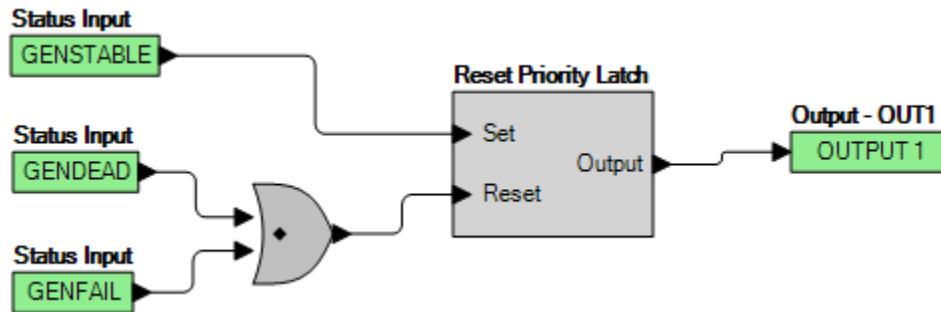 Status Input
GENSTABLE
Status Input
GENDEAD
Status Input
GENFAIL
Reset Priority Latch
Set
Reset
Output
Output - OUT1
OUTPUT 1